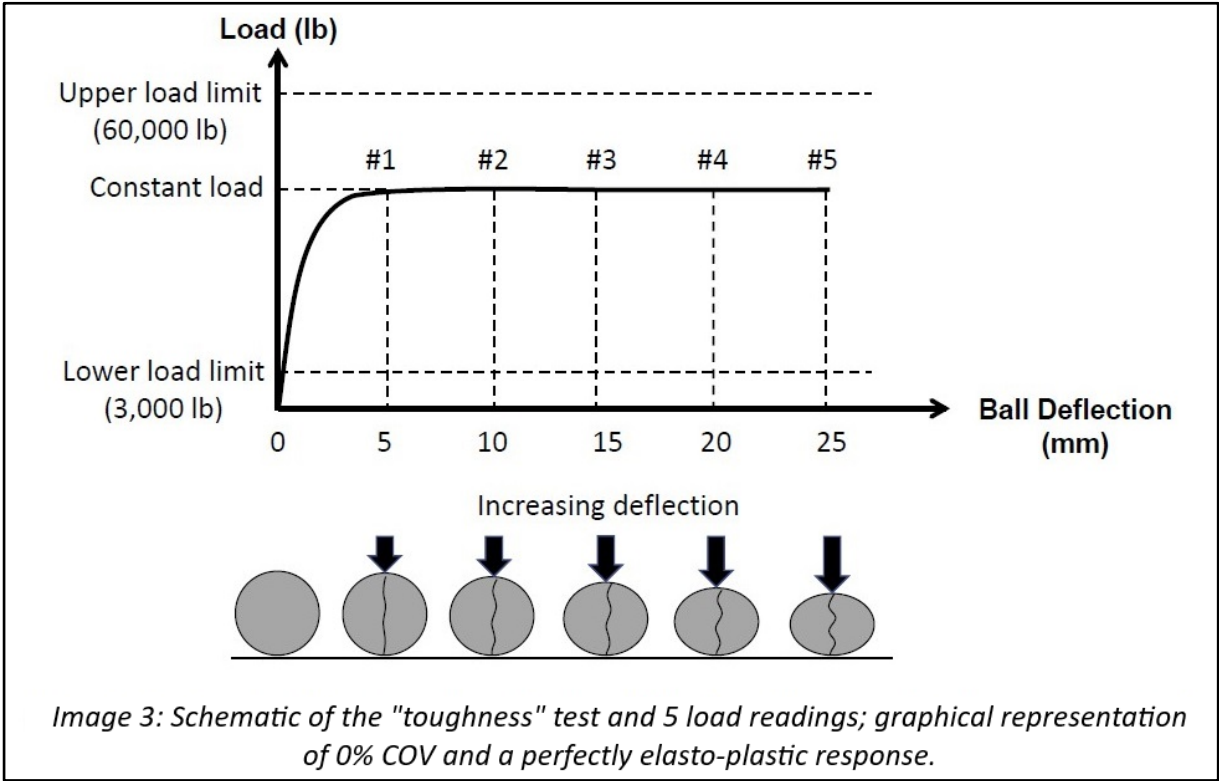 Load (lb)
Upper load limit
(60,000 lb)
#1 #2 #3 #4 #5
Constant load
Lower load limit
(3,000 lb)
Ball Deflection
(mm)
0 5 10 15 20 25
Increasing deflection
Image 3: Schematic of the "toughness" test and 5 load readings; graphical representation
of 0% COV and a perfectly elasto-plastic response.